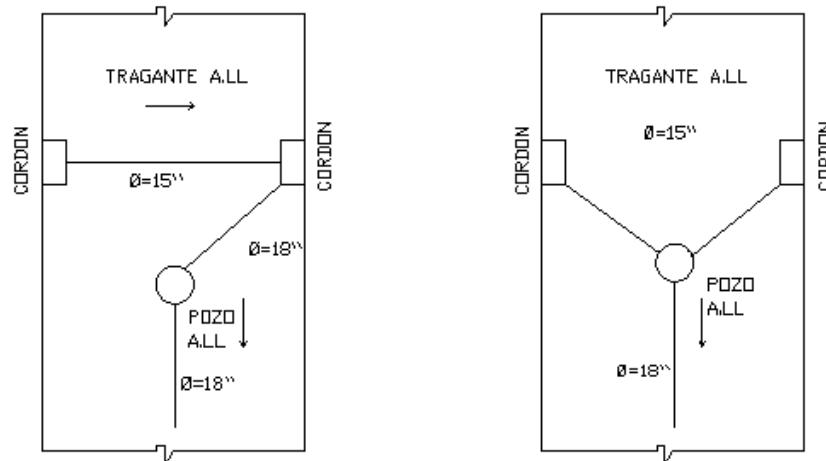 TRAGANTE A.LL
CORDON
CORDON
Ø=15``
Ø=18``
POZO
A.LL
Ø=18``
TRAGANTE A.LL
Ø=15``
CORDON
CORDON
POZO
A.LL
Ø=18``